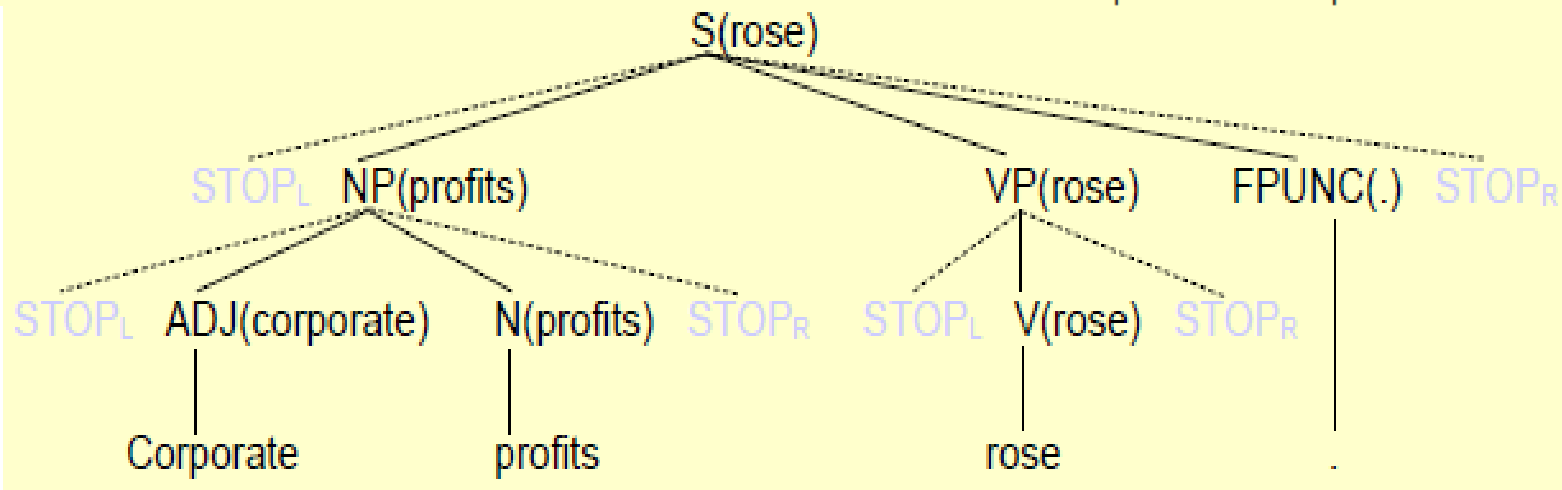 S(rose)
STOPL NP(profits) VP(rose) FPUNC(.) STOPR
STOPL ADJ(corporate) N(profits) STOPR STOPL V(rose) STOPR
Corporate profits rose .